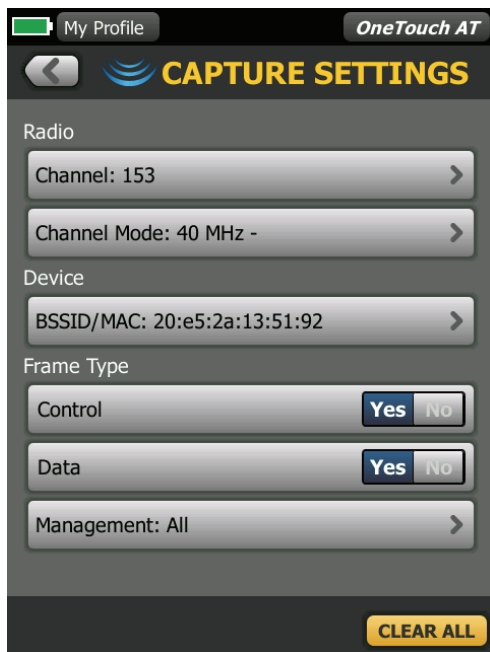 My Profile
OneTouch AT
CAPTURE SETTINGS
Radio
Channel: 153
Channel Mode: 40 MHz -
Device
BSSID/MAC: 20:e5:2a:13:51:92
Frame Type
Control Yes No
Data Yes No
Management: All
CLEAR ALL